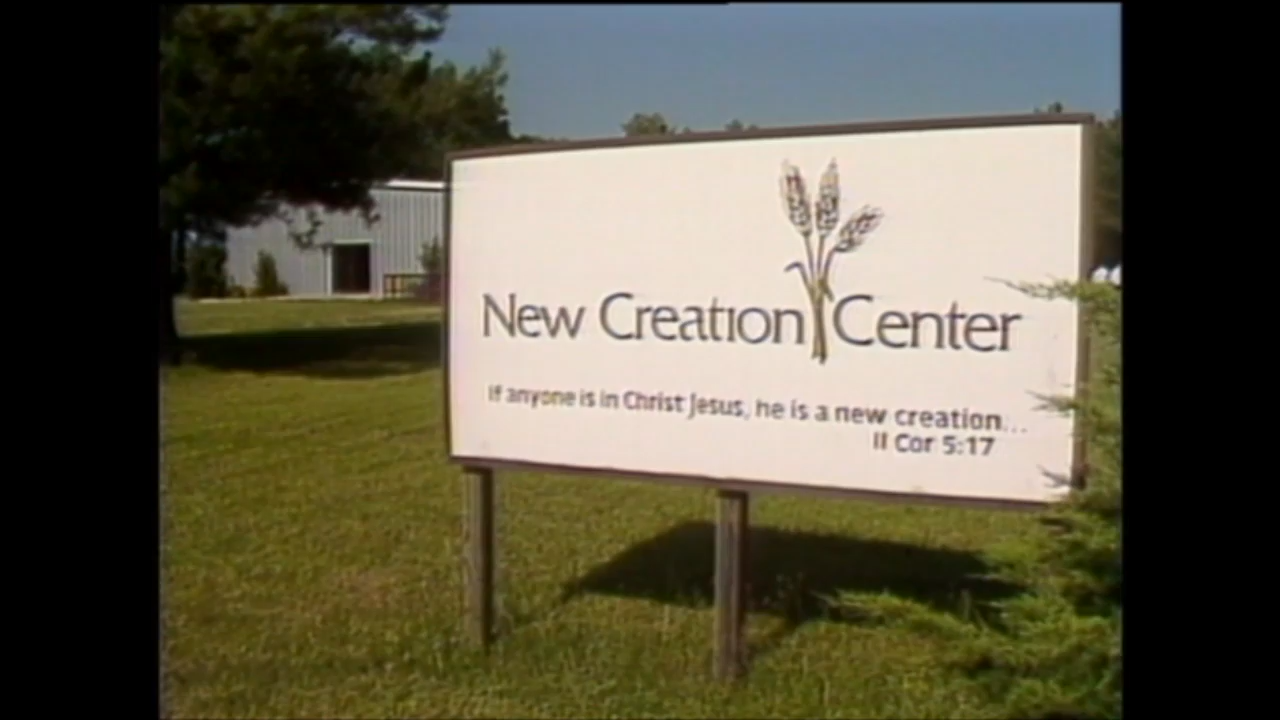 New Creation Center
If anyone is in Christ Jesus, he is a new creation...
II Cor 5:17